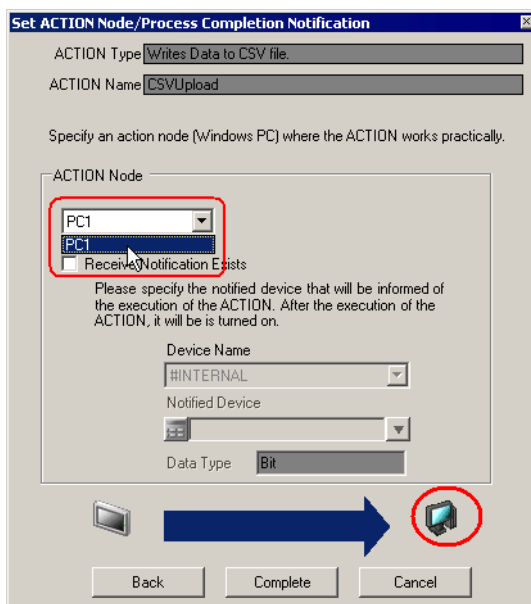 Set ACTION Node/Process Completion Notification
ACTION Type Writes Data to CSV file.
ACTION Name CSVUpload
Specify an action node (Windows PC) where the ACTION works practically.
ACTION Node
PC1
PC1
Receive Notification Exists
Please specify the notified device that will be informed of
the execution of the ACTION. After the execution of the
ACTION, it will be is turned on.
Device Name
#INTERNAL
Notified Device
Data Type Bit
Back Complete Cancel